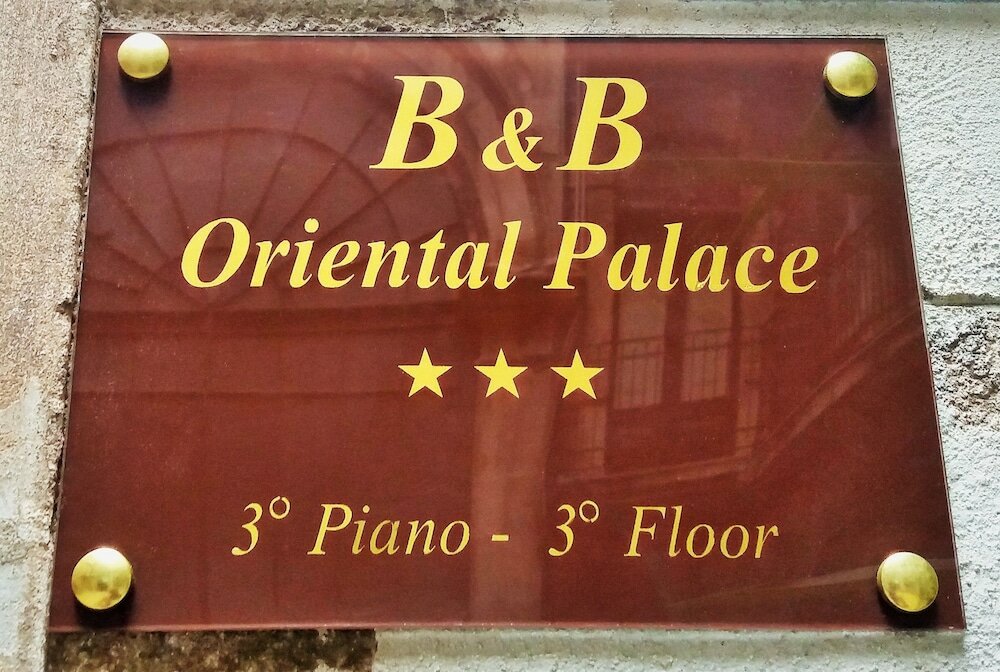 B & B
Oriental Palace
★★★
3° Piano - 3° Floor